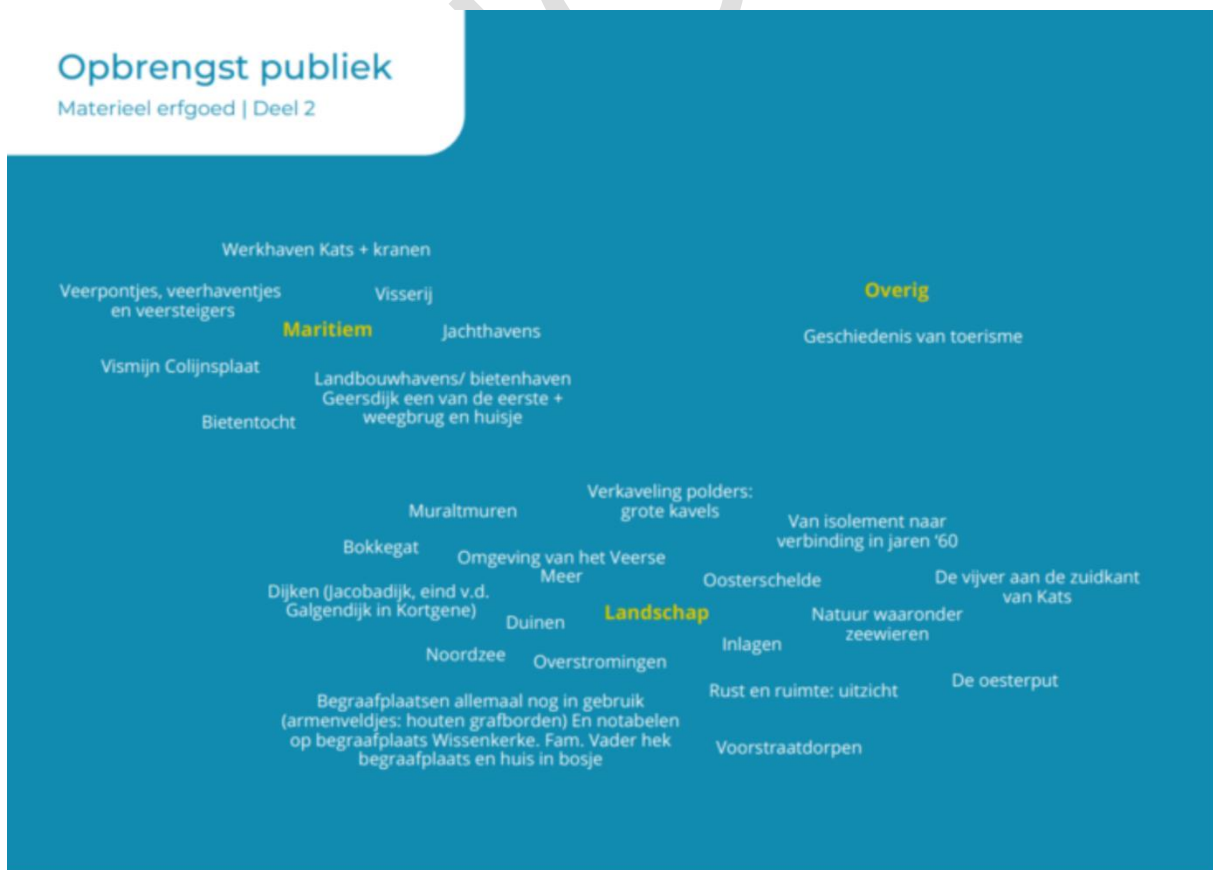 Opbrengst publiek
Materieel erfgoed | Deel 2
Werkhaven Kats + kranen
Veerpontjes, veerhaventjes
en veersteigers
Visserij
Maritiem
Jachthavens
Vismijn Colijnsplaat
Landbouwhavens/ bietenhaven
Geersdijk een van de eerste +
weegbrug en huisje
Bietentocht
Overig
Geschiedenis van toerisme
Verkaveling polders:
grote kavels
Muraltmuren
Van isolement naar
verbinding in jaren '60
Bokkegat
Omgeving van het Veerse
Meer
Oosterschelde
De vijver aan de zuidkant
van Kats
Dijken (Jacobadijk, eind v.d.
Galgendijk in Kortgene)
Duinen
Landschap
Natuur waaronder
zeewieren
Inlagen
Noordzee
Overstromingen
De oesterput
Rust en ruimte: uitzicht
Begraafplaatsen allemaal nog in gebruik
(armenveldjes: houten grafborden) En notabelen
op begraafplaats Wissenkerke. Fam. Vader hek
begraafplaats en huis in bosje
Voorstraatdorpen